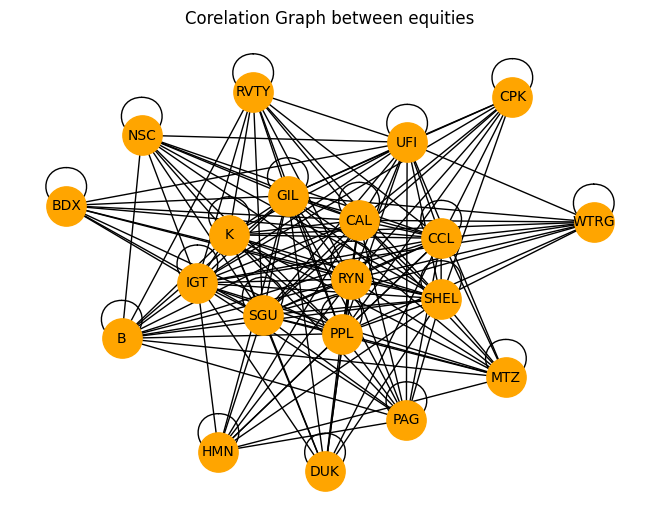 Corelation Graph between equities
RVTY
CPK
NSC
UFI
GIL
BDX
CAL
WTRG
K
CCL
RYN
IGT
SHEL
SGU
PPL
B
MTZ
PAG
HMN
DUK